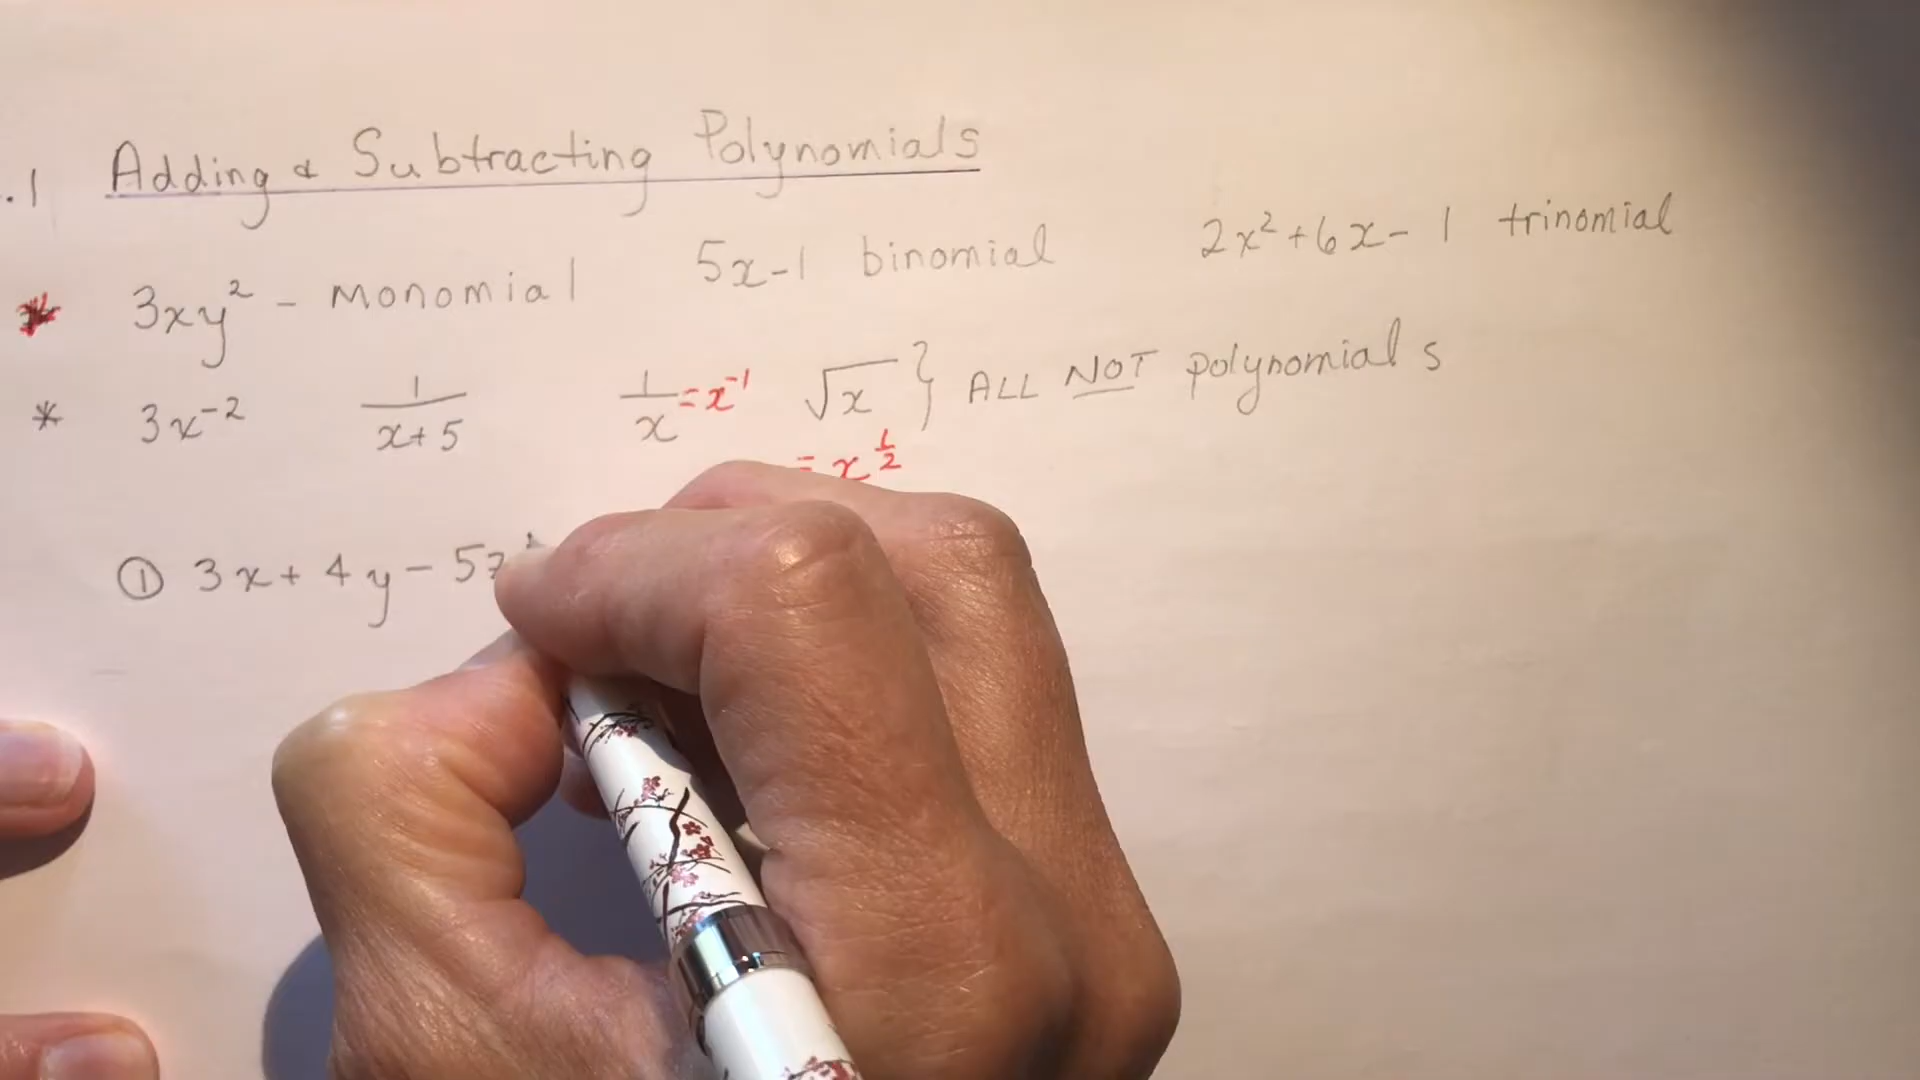 .1 Adding & Subtracting Polynomials
* 3xy² - monomial 5x-1 binomial 2x²+6x-1 trinomial
* 3x⁻² 1/(x+5) 1/x = x⁻¹ √x } ALL NOT polynomials
= x^(1/2)
① 3x + 4y - 5z